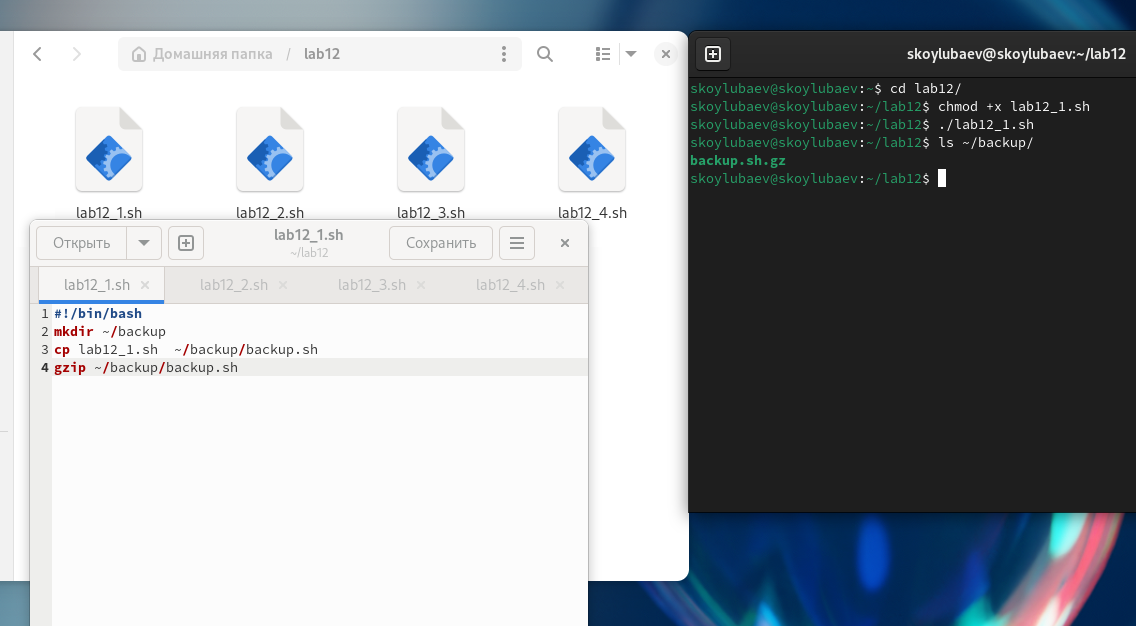 Домашняя папка / lab12
lab12_1.sh
lab12_2.sh
lab12_3.sh
lab12_4.sh
Открыть
lab12_1.sh
~/lab12
Сохранить
lab12_1.sh
lab12_2.sh
lab12_3.sh
lab12_4.sh
1 #!/bin/bash
2 mkdir ~/backup
3 cp lab12_1.sh  ~/backup/backup.sh
4 gzip ~/backup/backup.sh
skoylubaev@skoylubaev:~/lab12
skoylubaev@skoylubaev:~$ cd lab12/
skoylubaev@skoylubaev:~/lab12$ chmod +x lab12_1.sh
skoylubaev@skoylubaev:~/lab12$ ./lab12_1.sh
skoylubaev@skoylubaev:~/lab12$ ls ~/backup/
backup.sh.gz
skoylubaev@skoylubaev:~/lab12$